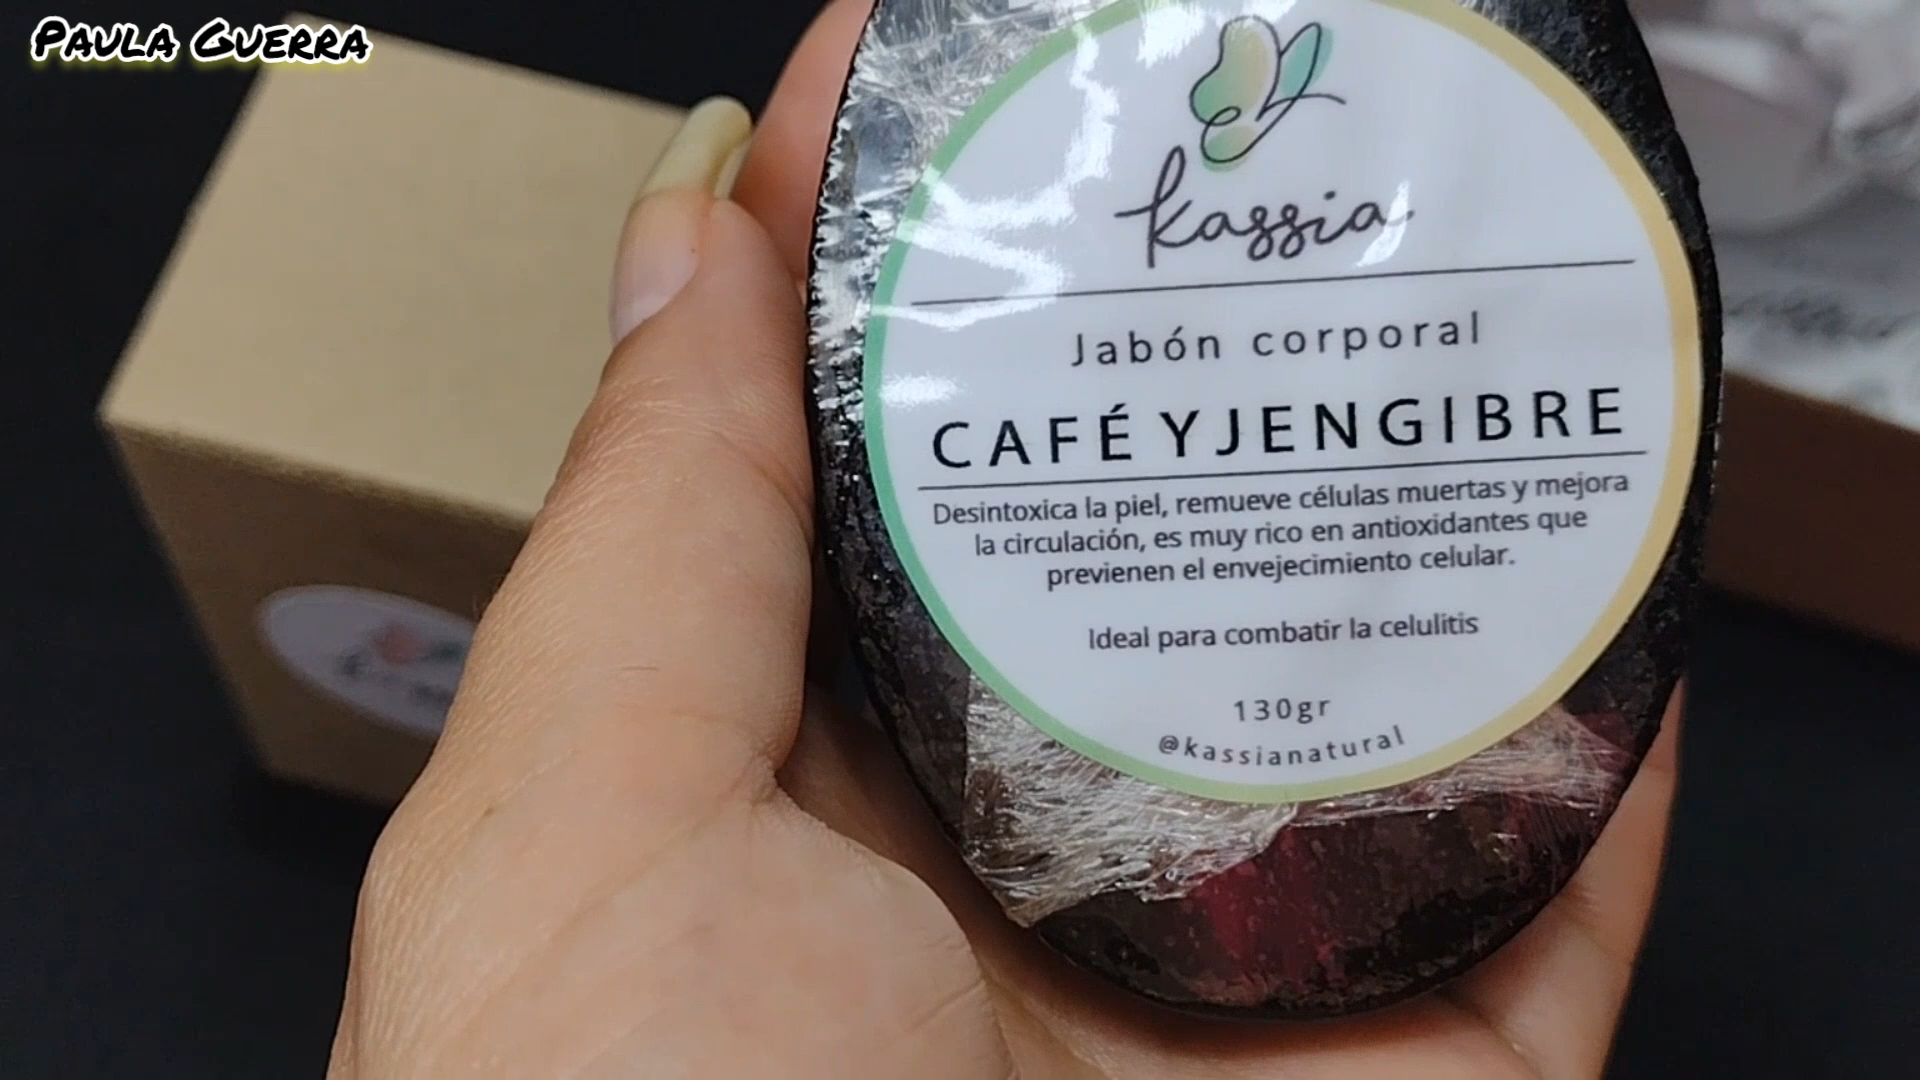 Paula Guerra
kassia
Jabón corporal
CAFÉ Y JENGIBRE
Desintoxica la piel, remueve células muertas y mejora
la circulación, es muy rico en antioxidantes que
previenen el envejecimiento celular.
Ideal para combatir la celulitis
130gr
@kassianatural